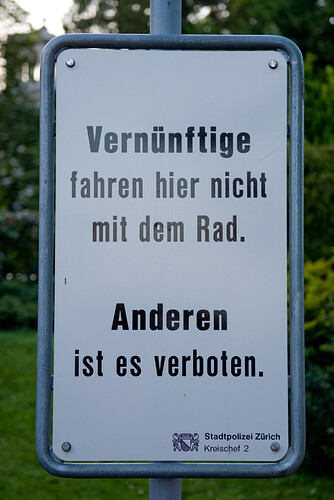 Vernünftige
fahren hier nicht
mit dem Rad.
Anderen
ist es verboten.
Stadtpolizei Zürich
Kreischef 2